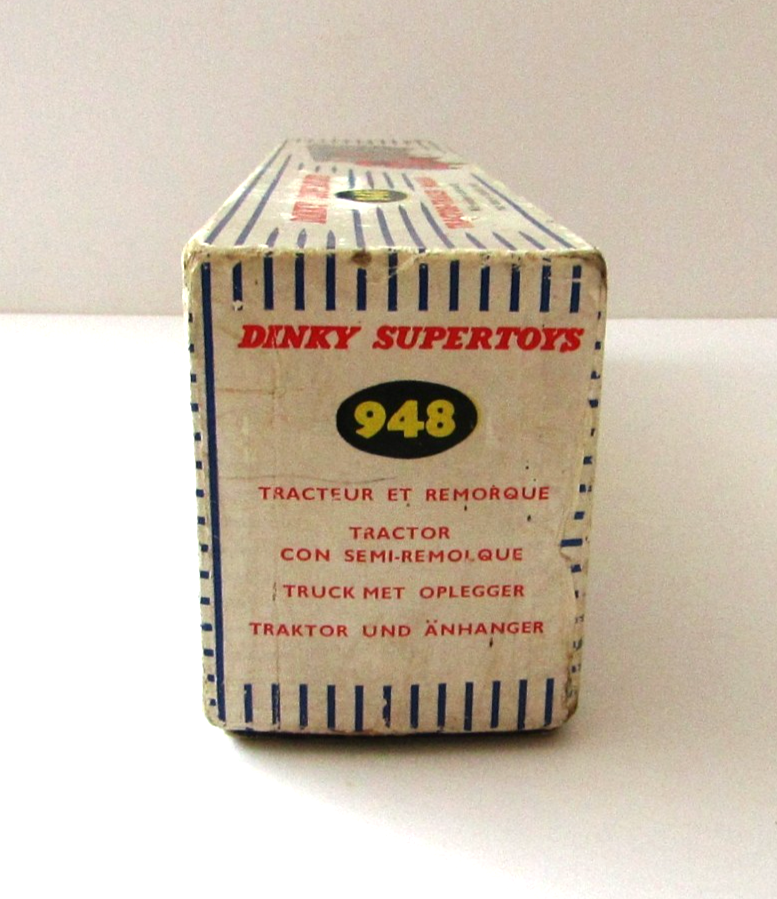 DINKY SUPERTOYS
948
TRACTEUR ET REMORQUE
TRACTOR
CON SEMI-REMOLQUE
TRUCK MET OPLEGGER
TRAKTOR UND ÄNHANGER